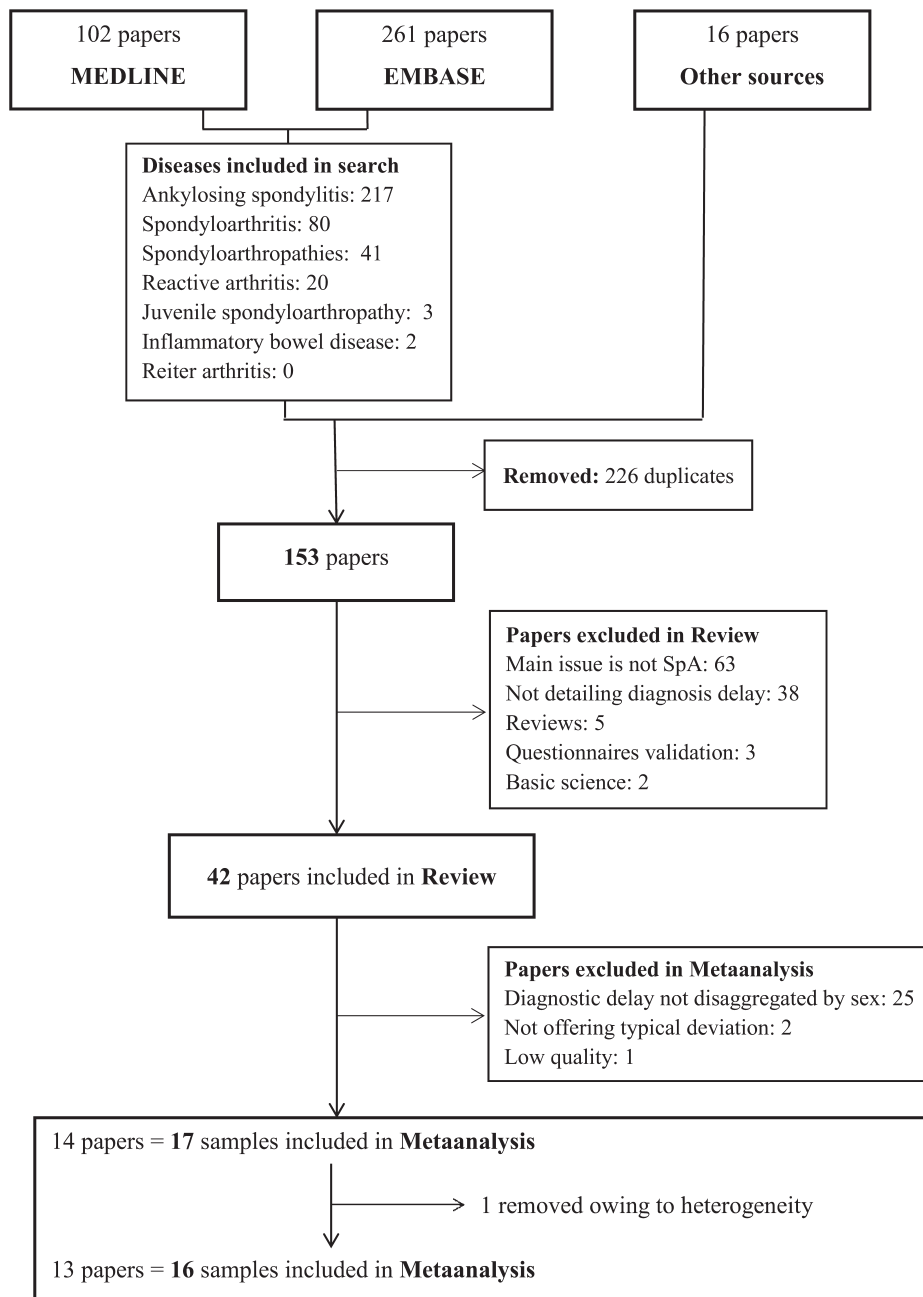 102 papers
MEDLINE
261 papers
EMBASE
16 papers
Other sources
Diseases included in search
Ankylosing spondylitis: 217
Spondyloarthritis: 80
Spondyloarthropathies: 41
Reactive arthritis: 20
Juvenile spondyloarthropathy: 3
Inflammatory bowel disease: 2
Reiter arthritis: 0
Removed: 226 duplicates
153 papers
Papers excluded in Review
Main issue is not SpA: 63
Not detailing diagnosis delay: 38
Reviews: 5
Questionnaires validation: 3
Basic science: 2
42 papers included in Review
Papers excluded in Metaanalysis
Diagnostic delay not disaggregated by sex: 25
Not offering typical deviation: 2
Low quality: 1
14 papers = 17 samples included in Metaanalysis
1 removed owing to heterogeneity
13 papers = 16 samples included in Metaanalysis